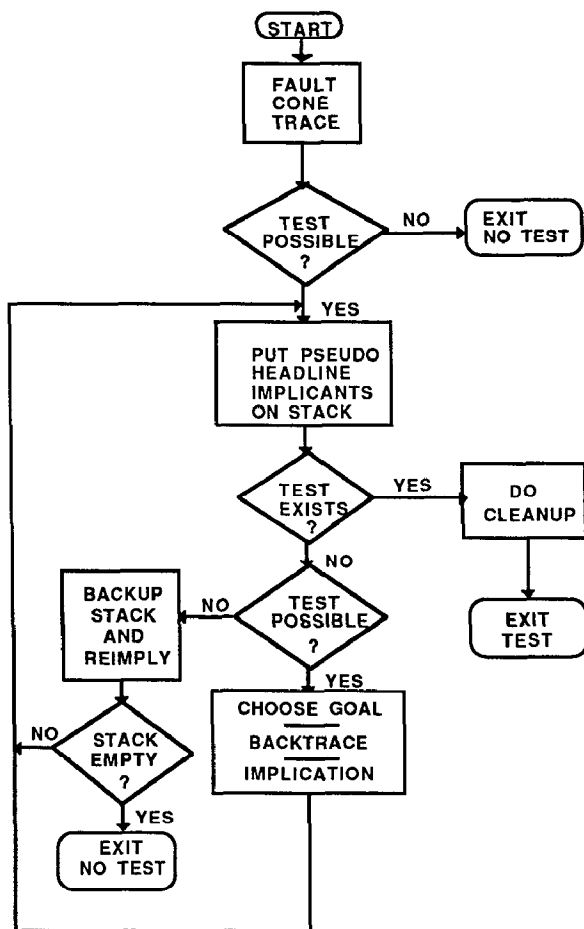 START
FAULT
CONE
TRACE
TEST
POSSIBLE
?
NO
EXIT
NO TEST
YES
PUT PSEUDO
HEADLINE
IMPLICANTS
ON STACK
TEST
EXISTS
?
YES
DO
CLEANUP
EXIT
TEST
NO
TEST
POSSIBLE
?
NO
BACKUP
STACK
AND
REIMPLY
STACK
EMPTY
?
NO
YES
EXIT
NO TEST
YES
CHOOSE GOAL
BACKTRACE
IMPLICATION